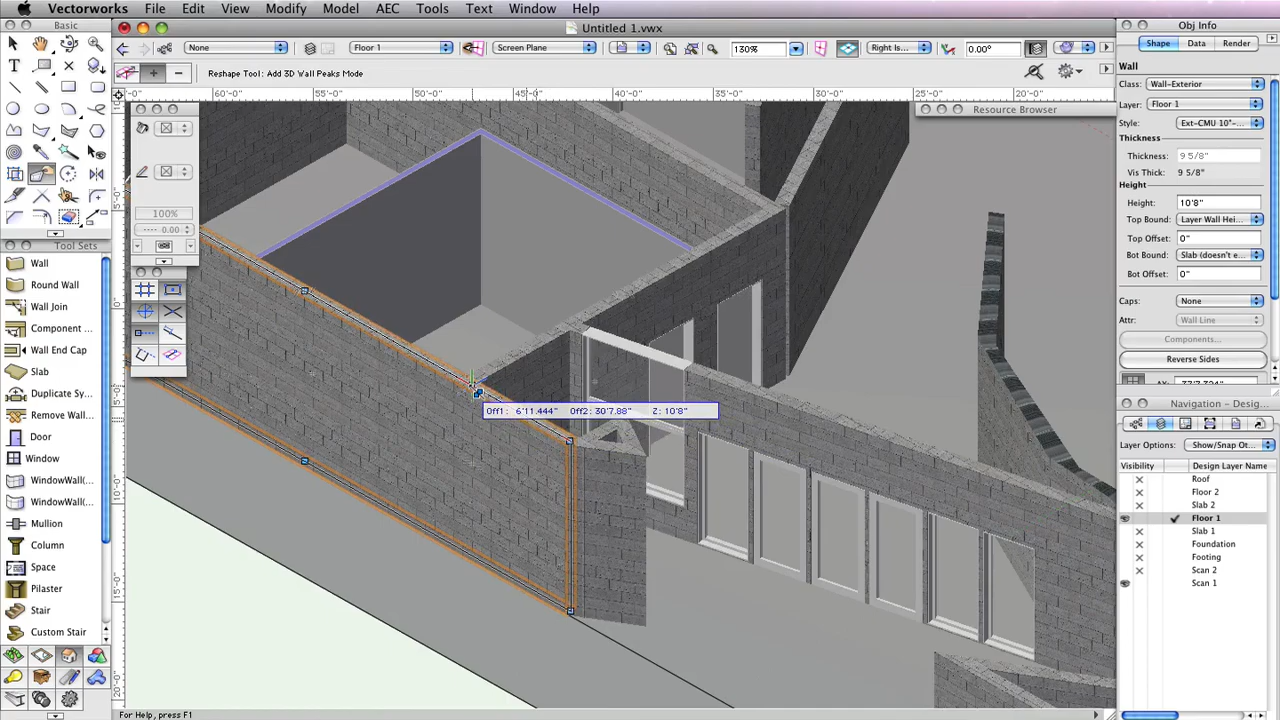 Vectorworks File Edit View Modify Model AEC Tools Text Window Help
Basic
Untitled 1.vwx
Obj Info
None
Floor 1
Screen Plane
130%
Right Is...
0.00°
Shape Data Render
Reshape Tool: Add 3D Wall Peaks Mode
60'-0"
50'-0"
45'-0"
40'-0"
35'-0"
30'-0"
25'-0"
20'-0"
Resource Browser
Wall
Class: Wall-Exterior
Layer: Floor 1
Style: Ext-CMU 10"-...
Thickness
Thickness: 9 5/8"
Vis Thick: 9 5/8"
Height
Height: 10'8"
Top Bound: Layer Wall Hei
Top Offset: 0"
Bot Bound: Slab (doesn't e...
Bot Offset: 0"
Caps: None
Attr: Wall Line
Components...
Reverse Sides
100%
0.00
Tool Sets
Wall
Round Wall
Wall Join
Component ...
Wall End Cap
Slab
Duplicate Sy...
Remove Wal...
Door
Window
WindowWall(...
WindowWall(...
Mullion
Column
Space
Pilaster
Stair
Custom Stair
Off1: 6'11.444" Off2: 30'7.88" Z: 10'8"
Navigation - Desig...
Layer Options: Show/Snap Ot...
Visibility Design Layer Name
Roof
Floor 2
Slab 2
Floor 1
Slab 1
Foundation
Footing
Scan 2
Scan 1
For Help, press F1